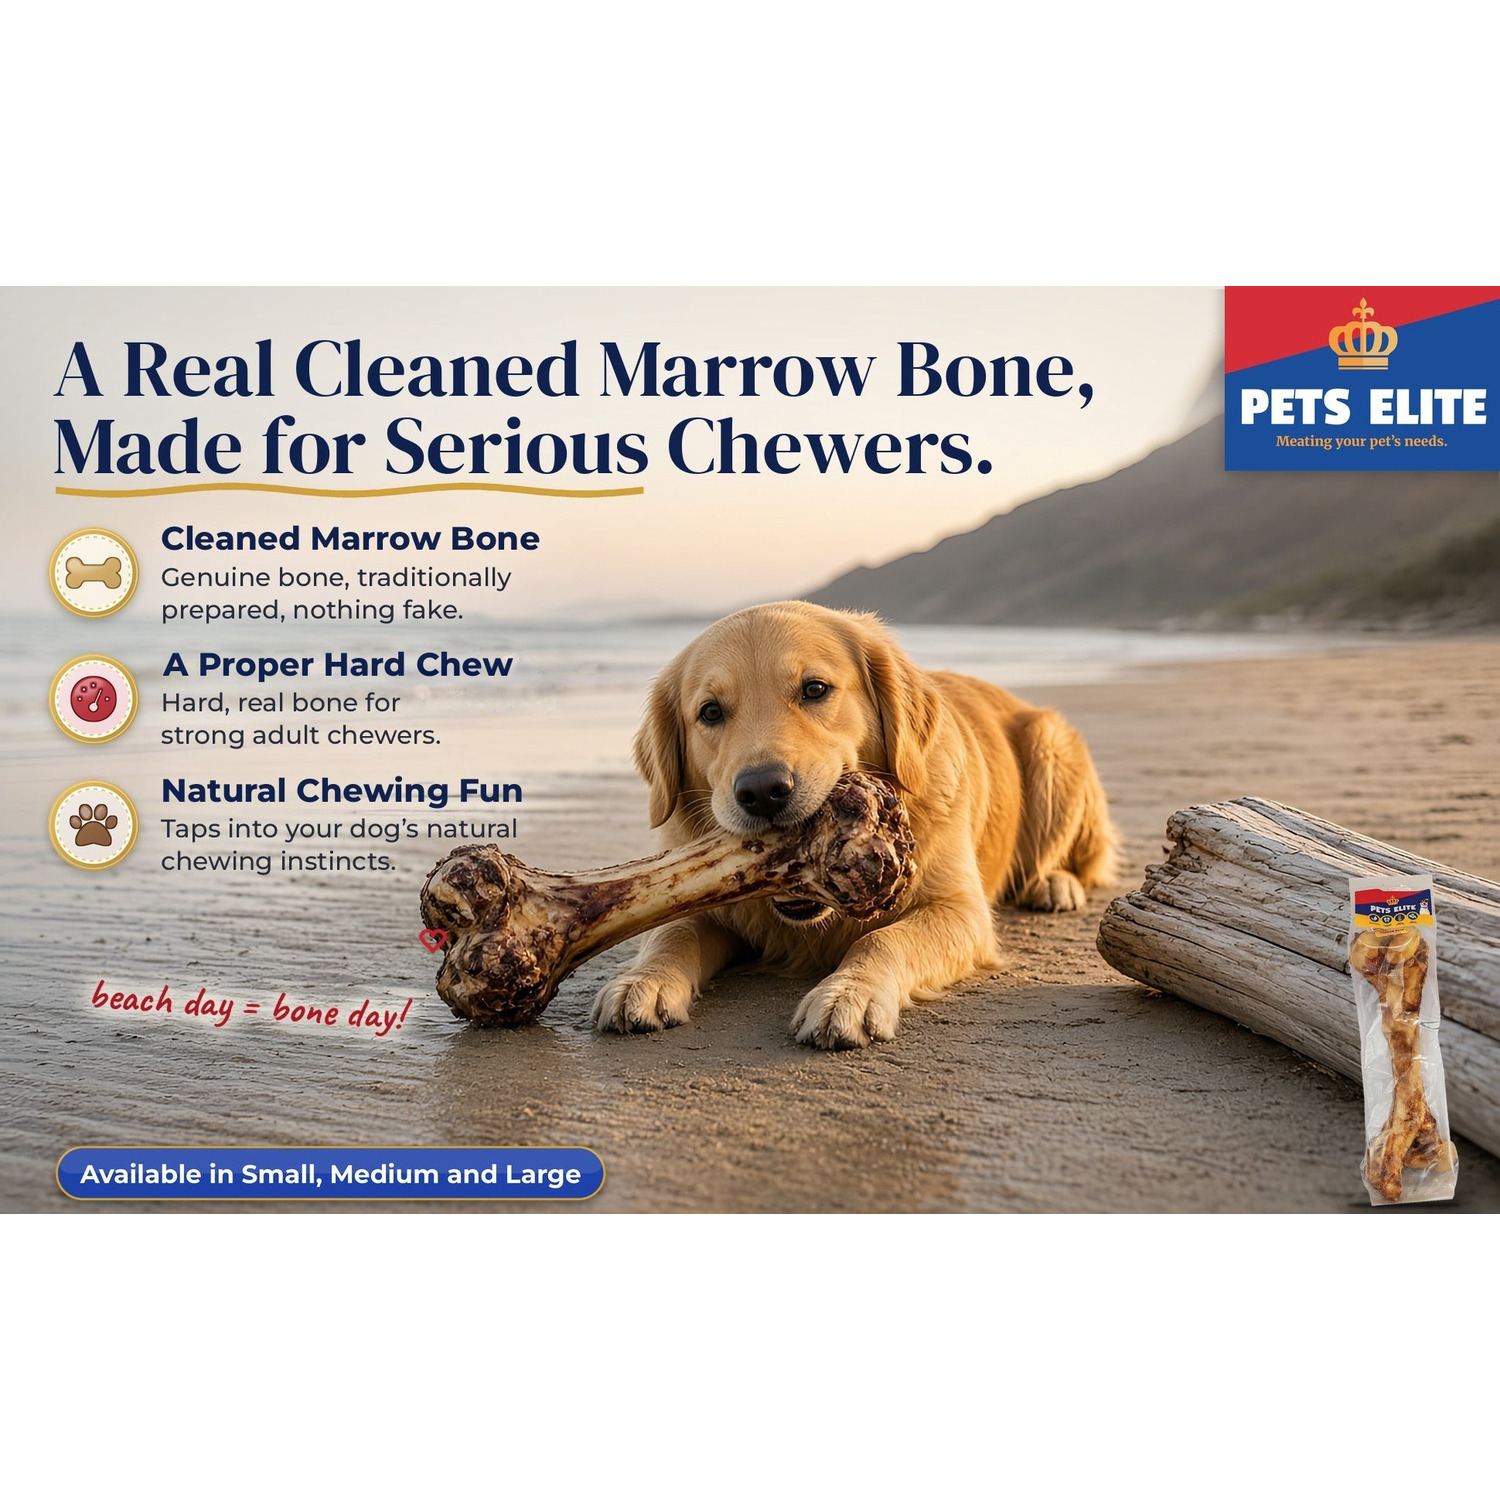 A Real Cleaned Marrow Bone,
Made for Serious Chewers.
PETS ELITE
Meating your pet's needs.
Cleaned Marrow Bone
Genuine bone, traditionally
prepared, nothing fake.
A Proper Hard Chew
Hard, real bone for
strong adult chewers.
Natural Chewing Fun
Taps into your dog's natural
chewing instincts.
beach day = bone day!
PETS ELITE
Available in Small, Medium and Large